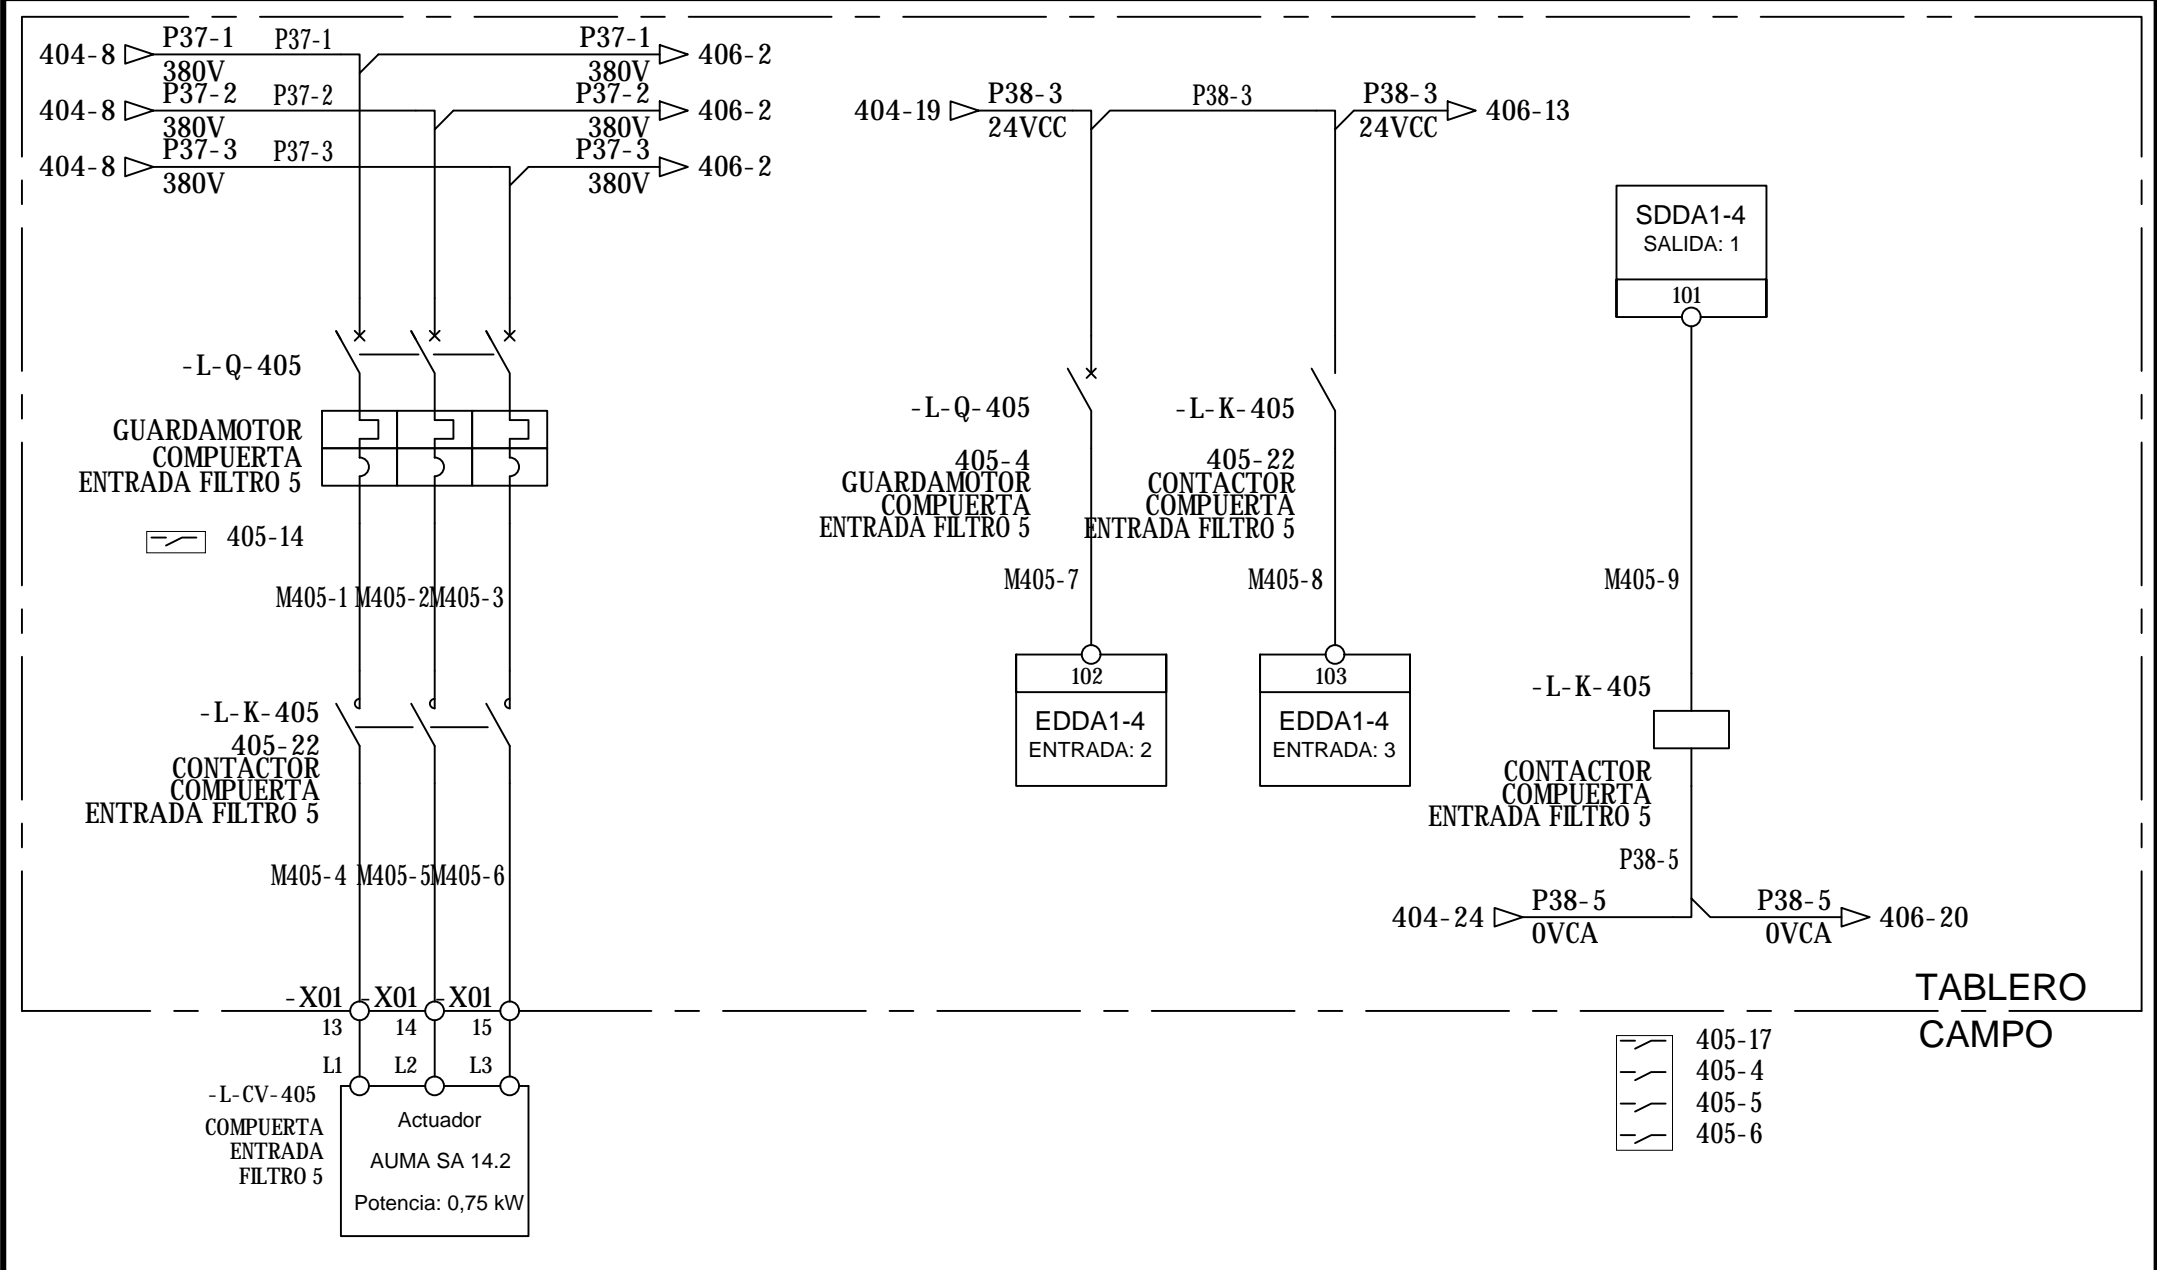 404-8 P37-1 P37-1 P37-1 406-2
380V 380V
404-8 P37-2 P37-2 P37-2 406-2
380V 380V
404-8 P37-3 P37-3 P37-3 406-2
380V 380V
404-19 P38-3 P38-3 P38-3 406-13
24VCC 24VCC
SDDA1-4
SALIDA: 1
101
-L-Q-405
GUARDAMOTOR
COMPUERTA
ENTRADA FILTRO 5
405-14
-L-Q-405
405-4
GUARDAMOTOR
COMPUERTA
ENTRADA FILTRO 5
-L-K-405
405-22
CONTACTOR
COMPUERTA
ENTRADA FILTRO 5
M405-1 M405-2 M405-3
M405-7
M405-8
M405-9
102
EDDA1-4
ENTRADA: 2
103
EDDA1-4
ENTRADA: 3
-L-K-405
405-22
CONTACTOR
COMPUERTA
ENTRADA FILTRO 5
-L-K-405
CONTACTOR
COMPUERTA
ENTRADA FILTRO 5
M405-4 M405-5 M405-6
P38-5
404-24 P38-5 P38-5 406-20
0VCA 0VCA
-X01 -X01 -X01
13 14 15
TABLERO
CAMPO
L1 L2 L3
-L-CV-405
COMPUERTA
ENTRADA
FILTRO 5
Actuador
AUMA SA 14.2
Potencia: 0,75 kW
405-17
405-4
405-5
405-6